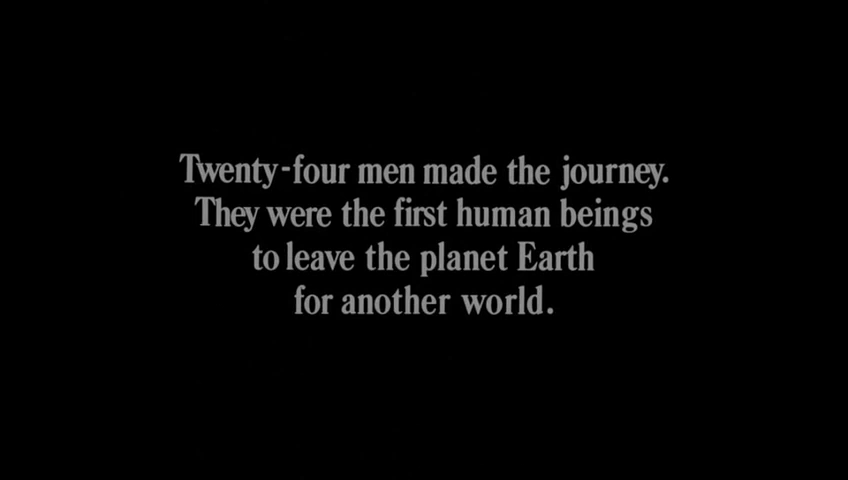 Twenty-four men made the journey.
They were the first human beings
to leave the planet Earth
for another world.